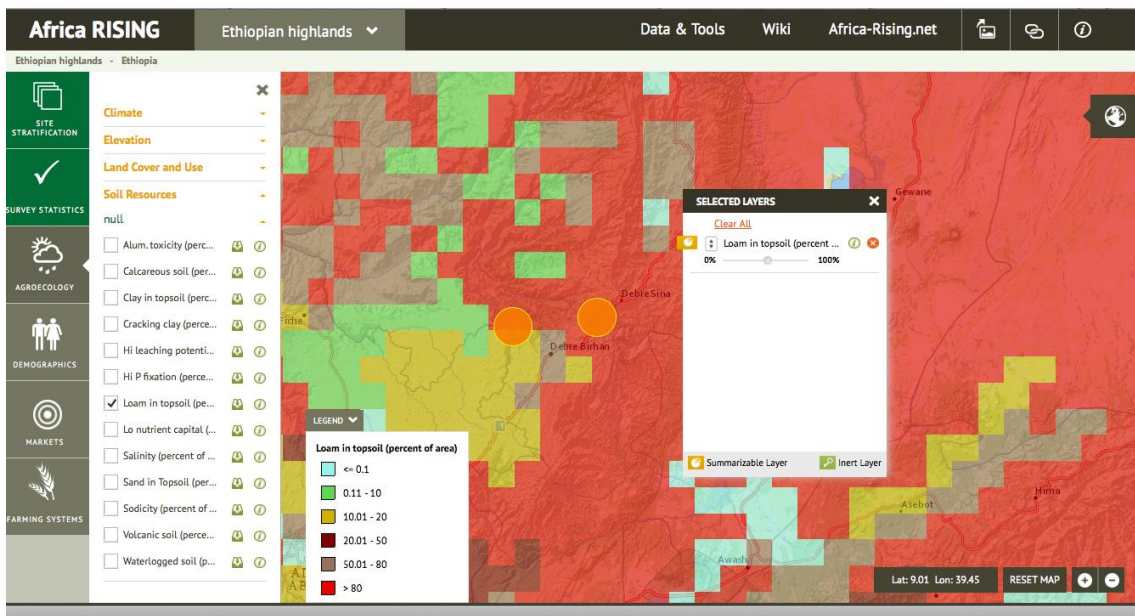 Africa RISING
Ethiopian highlands
Data & Tools
Wiki
Africa-Rising.net
Ethiopian highlands - Ethiopia
SITE
STRATIFICATION
SURVEY STATISTICS
AGROECOLOGY
DEMOGRAPHICS
MARKETS
FARMING SYSTEMS
Climate
Elevation
Land Cover and Use
Soil Resources
null
Alum. toxicity (perc...
Calcareous soil (per...
Clay in topsoil (perc...
Cracking clay (perce...
Hi leaching potenti...
Hi P fixation (perce...
Loam in topsoil (pe...
Lo nutrient capital (...
Salinity (percent of ...
Sand in Topsoil (per...
Sodicity (percent of ...
Volcanic soil (perce...
Waterlogged soil (p...
Fiche
Debre Birhan
Debre Sina
1
Gewane
Asebot
Hirna
Awash
LEGEND
Loam in topsoil (percent of area)
<= 0.1
0.11 - 10
10.01 - 20
20.01 - 50
50.01 - 80
> 80
SELECTED LAYERS
Clear All
Loam in topsoil (percent ...
0%
100%
Summarizable Layer
Inert Layer
Lat: 9.01 Lon: 39.45
RESET MAP